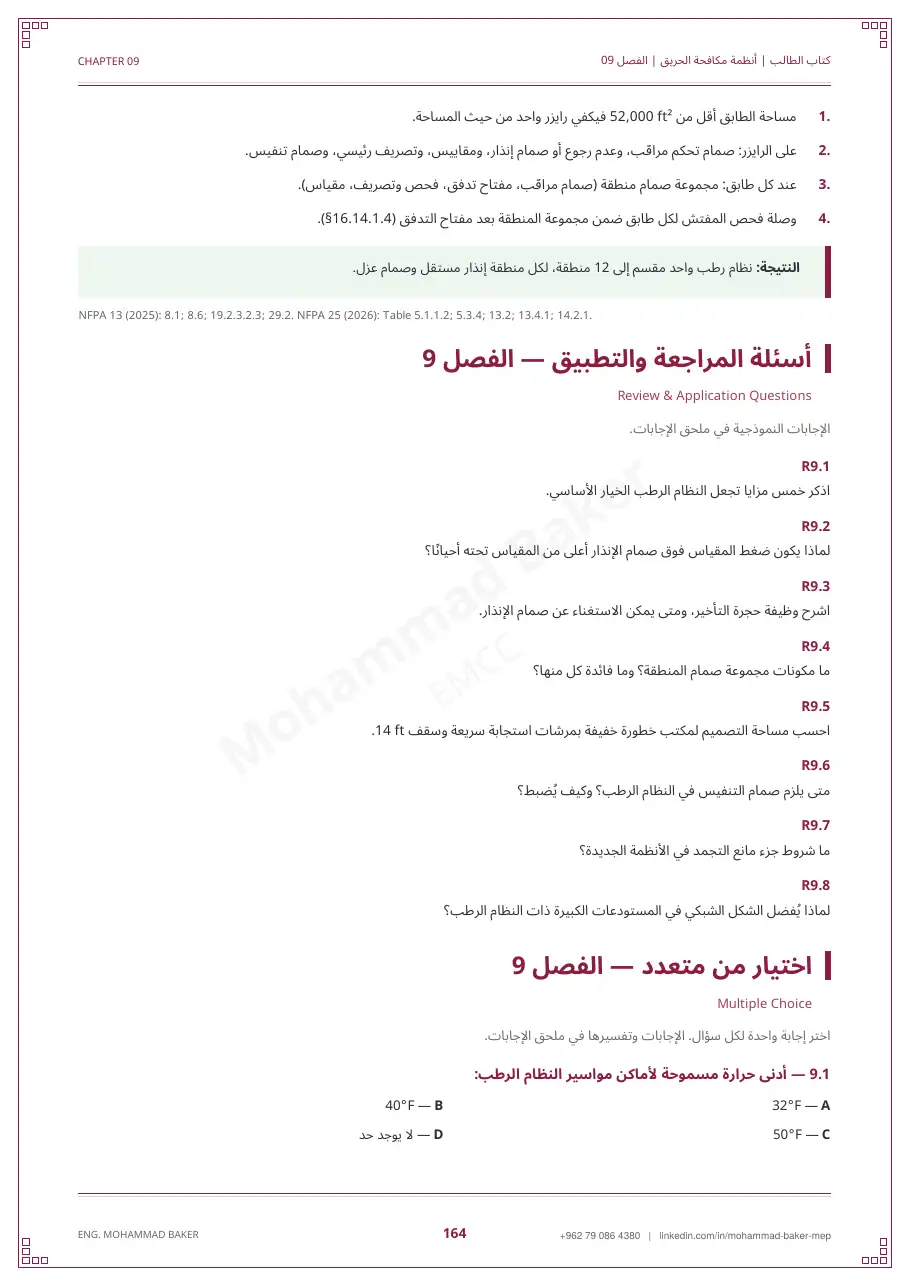 كتاب الطالب | أنظمة مكافحة الحريق | الفصل 09
CHAPTER 09
1. مساحة الطابق أقل من 52,000 ft² فيكفي رايزر واحد من حيث المساحة.
2. على الرايزر: صمام تحكم مراقَب، وعدم رجوع أو صمام إنذار، ومقاييس، وتصريف رئيسي، وصمام تنفيس.
3. عند كل طابق: مجموعة صمام منطقة (صمام مراقَب، مفتاح تدفق، فحص وتصريف، مقياس).
4. وصلة فحص المفتش لكل طابق ضمن مجموعة المنطقة بعد مفتاح التدفق (§16.14.1.4).
النتيجة: نظام رطب واحد مقسم إلى 12 منطقة، لكل منطقة إنذار مستقل وصمام عزل.
NFPA 13 (2025): 8.1; 8.6; 19.2.3.2.3; 29.2. NFPA 25 (2026): Table 5.1.1.2; 5.3.4; 13.2; 13.4.1; 14.2.1.
أسئلة المراجعة والتطبيق — الفصل 9
Review & Application Questions
الإجابات النموذجية في ملحق الإجابات.
R9.1
اذكر خمس مزايا تجعل النظام الرطب الخيار الأساسي.
R9.2
لماذا يكون ضغط المقياس فوق صمام الإنذار أعلى من المقياس تحته أحيانًا؟
R9.3
اشرح وظيفة حجرة التأخير، ومتى يمكن الاستغناء عن صمام الإنذار.
R9.4
ما مكونات مجموعة صمام المنطقة؟ وما فائدة كل منها؟
R9.5
احسب مساحة التصميم لمكتب خطورة خفيفة بمرشات استجابة سريعة وسقف 14 ft.
R9.6
متى يلزم صمام التنفيس في النظام الرطب؟ وكيف يُضبط؟
R9.7
ما شروط جزء مانع التجمد في الأنظمة الجديدة؟
R9.8
لماذا يُفضل الشكل الشبكي في المستودعات الكبيرة ذات النظام الرطب؟
اختيار من متعدد — الفصل 9
Multiple Choice
اختر إجابة واحدة لكل سؤال. الإجابات وتفسيرها في ملحق الإجابات.
9.1 — أدنى حرارة مسموحة لأماكن مواسير النظام الرطب:
A — 32°F
B — 40°F
C — 50°F
D — لا يوجد حد
Mohammad Baker
EMCC
ENG. MOHAMMAD BAKER
164
+962 79 086 4380 | linkedin.com/in/mohammad-baker-mep